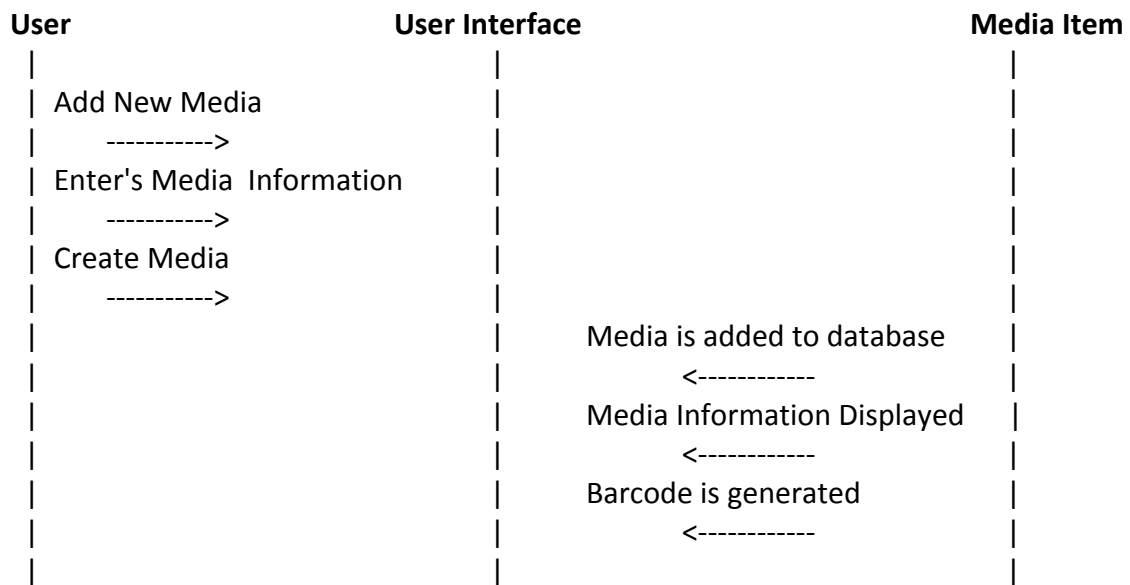 User User Interface Media Item
| | |
| Add New Media | |
| -----------> | |
| Enter's Media  Information | |
| -----------> | |
| Create Media | |
| -----------> | |
| | Media is added to database |
| | <------------ |
| | Media Information Displayed |
| | <------------ |
| | Barcode is generated |
| | <------------ |
| | |